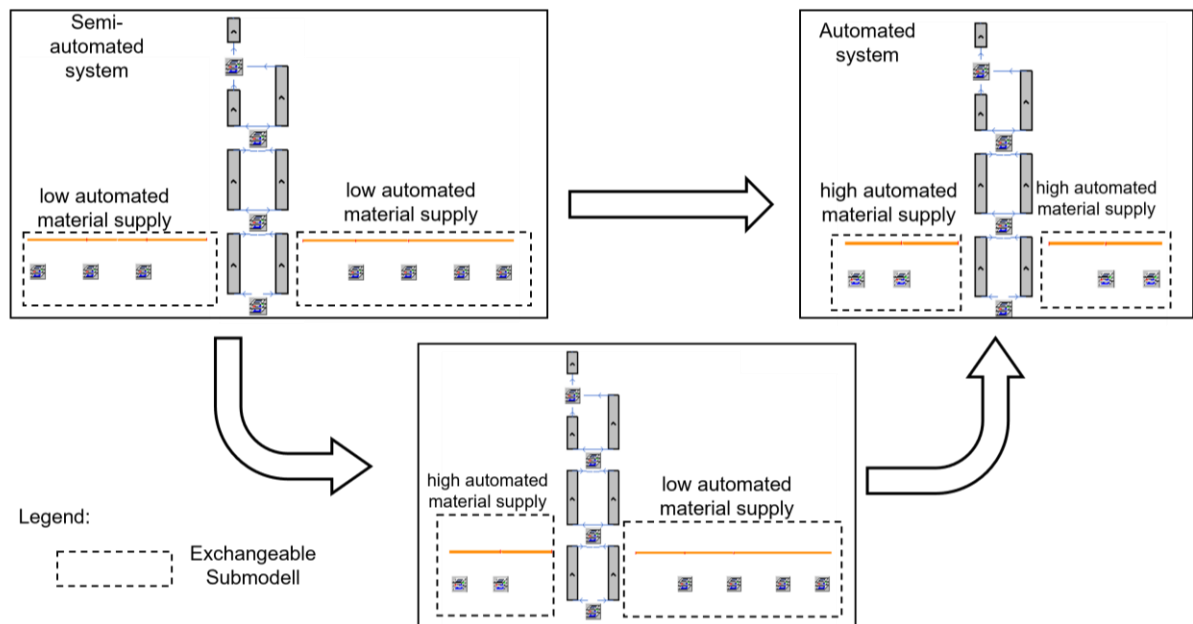 Semi-
automated
system
low automated
material supply
low automated
material supply
Automated
system
high automated
material supply
high automated
material supply
high automated
material supply
low automated
material supply
Legend:
Exchangeable
Submodell